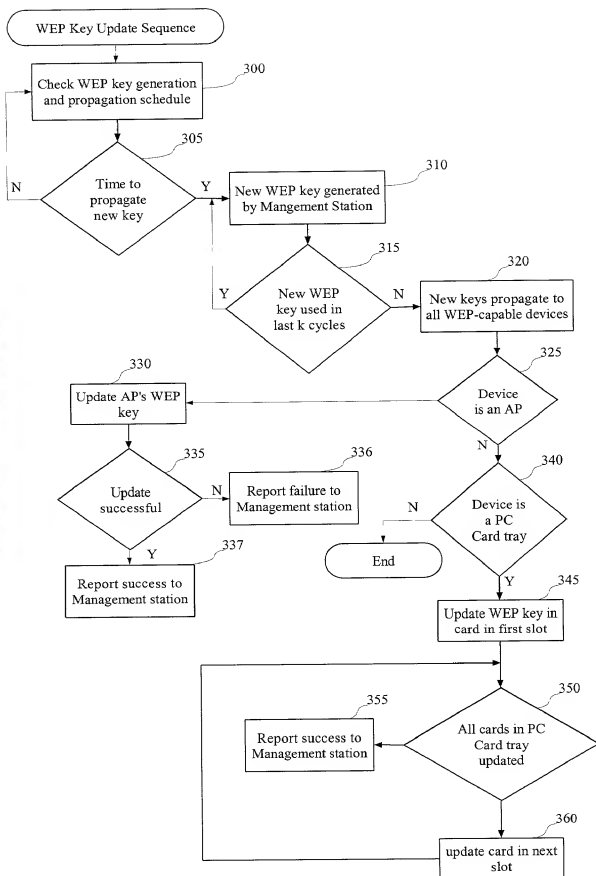 WEP Key Update Sequence
300
Check WEP key generation
and propagation schedule
305
Time to
propagate
new key
N
Y
310
New WEP key generated
by Mangement Station
315
New WEP
key used in
last k cycles
Y
N
320
New keys propagate to
all WEP-capable devices
325
Device
is an AP
N
330
Update AP's WEP
key
335
Update
successful
N
336
Report failure to
Management station
Y
337
Report success to
Management station
340
Device is
a PC
Card tray
N
End
Y
345
Update WEP key in
card in first slot
350
All cards in PC
Card tray
updated
355
Report success to
Management station
360
update card in next
slot